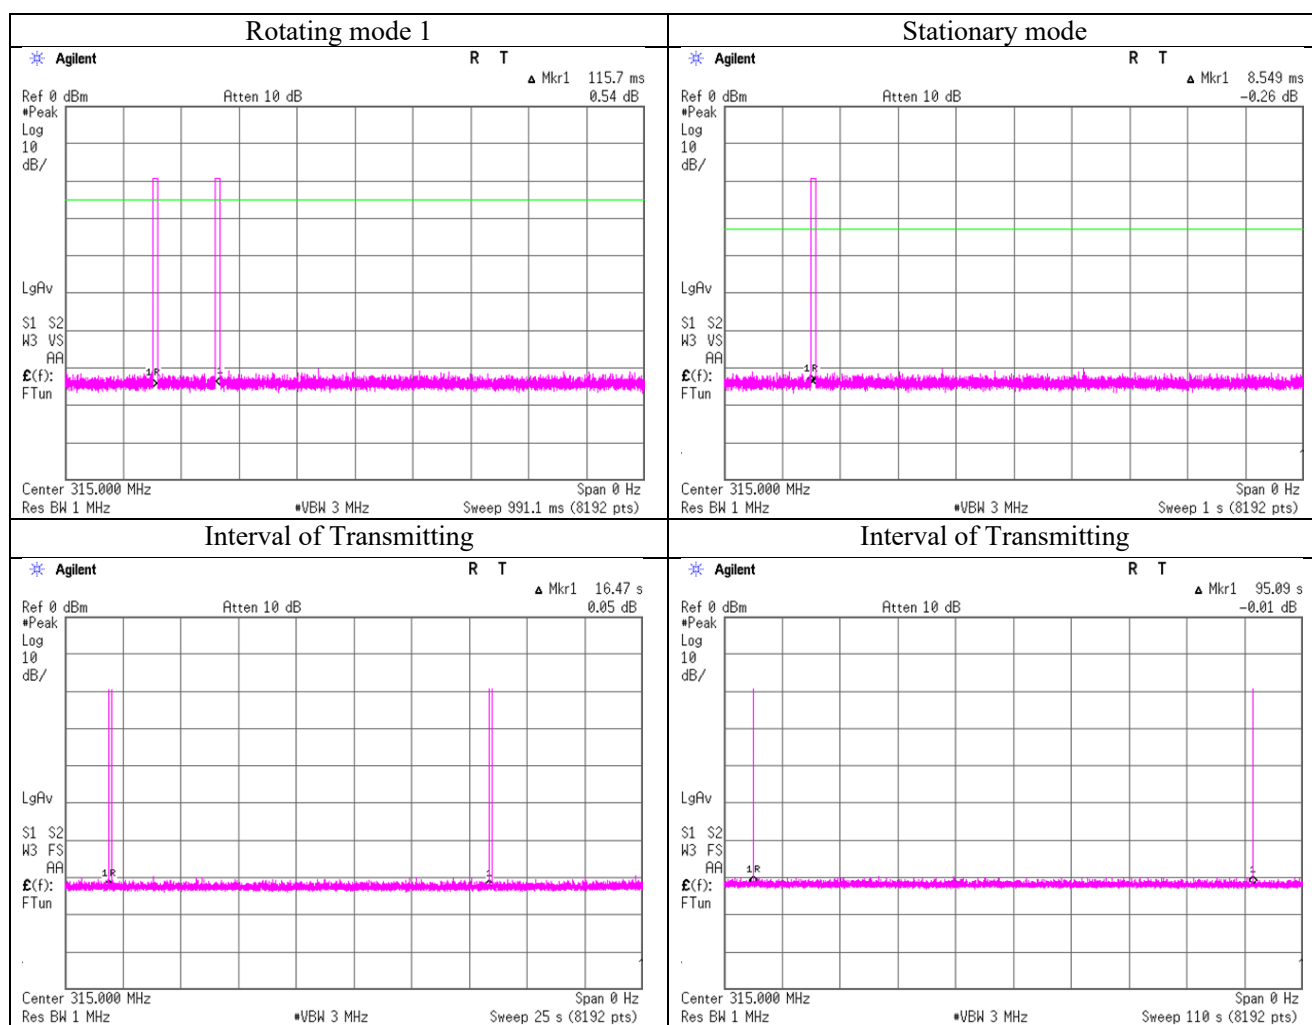 Rotating mode 1
Agilent
R T
Δ Mkr1 115.7 ms
Ref 0 dBm
Atten 10 dB
0.54 dB
#Peak
Log
10
dB/
LgAv
S1 S2
W3 VS
AA
£(f):
FTun
1R
1
Center 315.000 MHz
Span 0 Hz
Res BW 1 MHz
#VBW 3 MHz
Sweep 991.1 ms (8192 pts)
Stationary mode
Agilent
R T
Δ Mkr1 8.549 ms
Ref 0 dBm
Atten 10 dB
-0.26 dB
#Peak
Log
10
dB/
LgAv
S1 S2
W3 VS
AA
£(f):
FTun
1R
Center 315.000 MHz
Span 0 Hz
Res BW 1 MHz
#VBW 3 MHz
Sweep 1 s (8192 pts)
Interval of Transmitting
Agilent
R T
Δ Mkr1 16.47 s
Ref 0 dBm
Atten 10 dB
0.05 dB
#Peak
Log
10
dB/
LgAv
S1 S2
W3 FS
AA
£(f):
FTun
1R
1
Center 315.000 MHz
Span 0 Hz
Res BW 1 MHz
#VBW 3 MHz
Sweep 25 s (8192 pts)
Interval of Transmitting
Agilent
R T
Δ Mkr1 95.09 s
Ref 0 dBm
Atten 10 dB
-0.01 dB
#Peak
Log
10
dB/
LgAv
S1 S2
W3 FS
AA
£(f):
FTun
1R
1
Center 315.000 MHz
Span 0 Hz
Res BW 1 MHz
#VBW 3 MHz
Sweep 110 s (8192 pts)